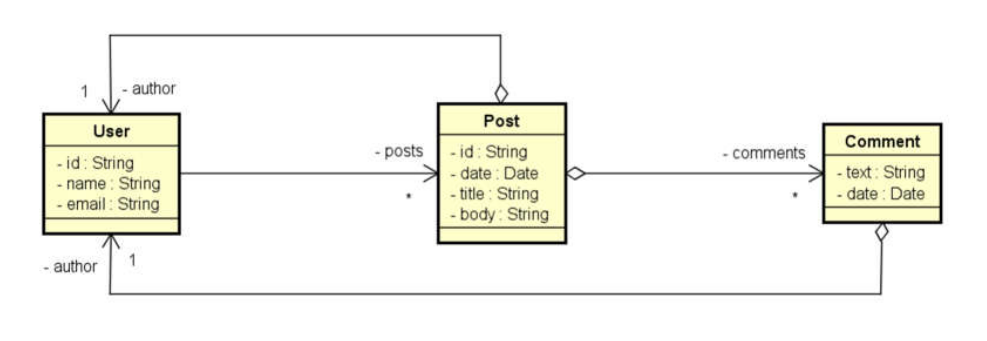 1
- author
User
- id : String
- name : String
- email : String
- author
1
- posts
*
Post
- id : String
- date : Date
- title : String
- body : String
- comments
*
Comment
- text : String
- date : Date